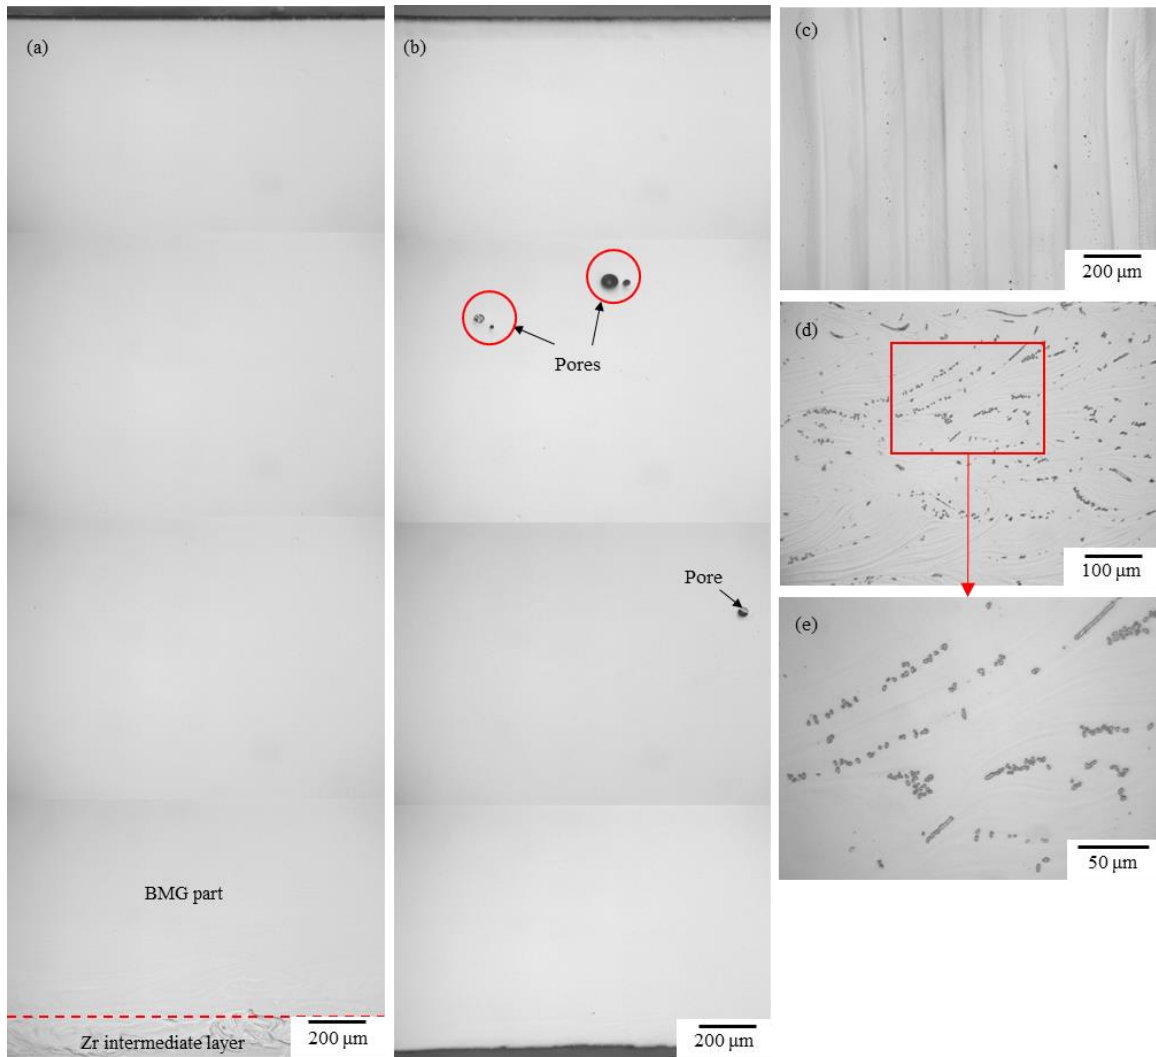 (a)
BMG part
Zr intermediate layer
200 μm
(b)
Pores
Pore
200 μm
(c)
200 μm
(d)
100 μm
(e)
50 μm